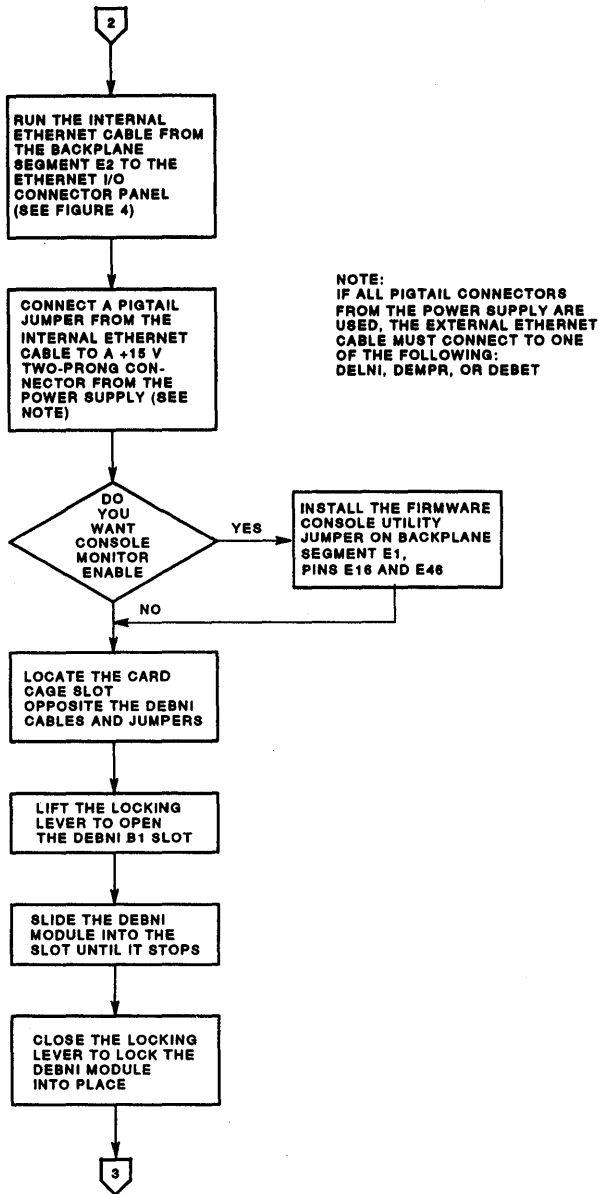 2
RUN THE INTERNAL
ETHERNET CABLE FROM
THE BACKPLANE
SEGMENT E2 TO THE
ETHERNET I/O
CONNECTOR PANEL
(SEE FIGURE 4)
CONNECT A PIGTAIL
JUMPER FROM THE
INTERNAL ETHERNET
CABLE TO A +15 V
TWO-PRONG CON-
NECTOR FROM THE
POWER SUPPLY (SEE
NOTE)
NOTE:
IF ALL PIGTAIL CONNECTORS
FROM THE POWER SUPPLY ARE
USED, THE EXTERNAL ETHERNET
CABLE MUST CONNECT TO ONE
OF THE FOLLOWING:
DELNI, DEMPR, OR DEBET
DO
YOU
WANT
CONSOLE
MONITOR
ENABLE
YES
INSTALL THE FIRMWARE
CONSOLE UTILITY
JUMPER ON BACKPLANE
SEGMENT E1,
PINS E16 AND E46
NO
LOCATE THE CARD
CAGE SLOT
OPPOSITE THE DEBNI
CABLES AND JUMPERS
LIFT THE LOCKING
LEVER TO OPEN
THE DEBNI B1 SLOT
SLIDE THE DEBNI
MODULE INTO THE
SLOT UNTIL IT STOPS
CLOSE THE LOCKING
LEVER TO LOCK THE
DEBNI MODULE
INTO PLACE
3